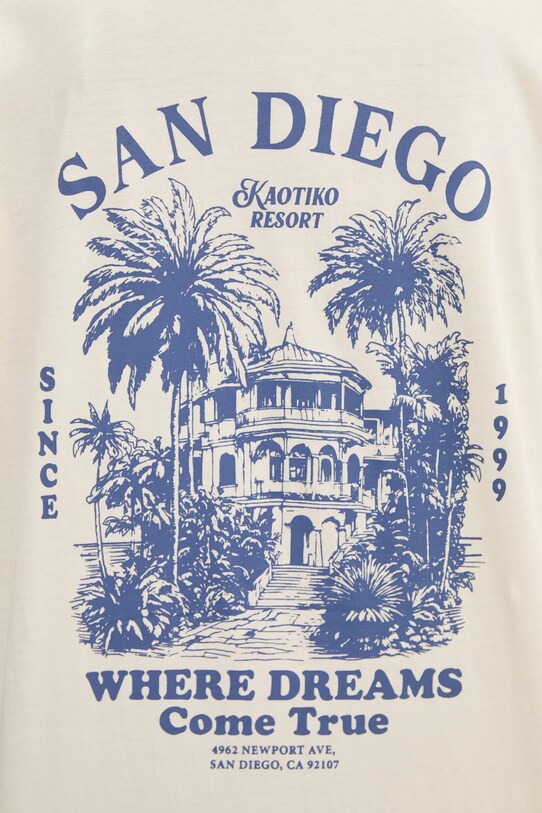 SAN DIEGO
KAOTIKO
RESORT
SINCE
1999
WHERE DREAMS
Come True
4962 NEWPORT AVE,
SAN DIEGO, CA 92107